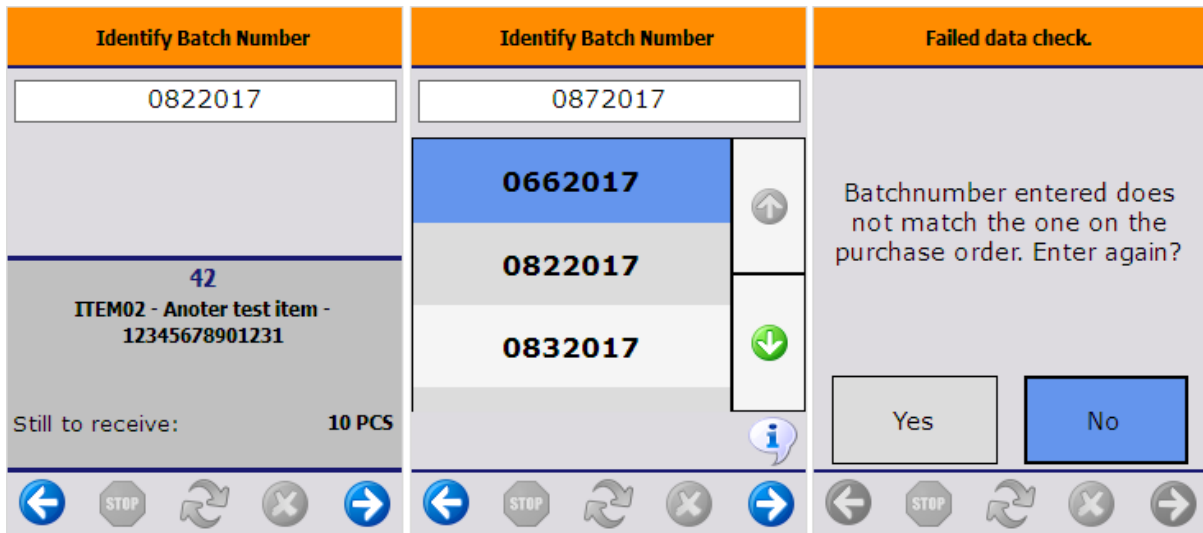 Identify Batch Number
0822017
42
ITEM02 - Anoter test item -
12345678901231
Still to receive: 10 PCS
STOP
Identify Batch Number
0872017
0662017
0822017
0832017
STOP
Failed data check.
Batchnumber entered does
not match the one on the
purchase order. Enter again?
Yes No
STOP